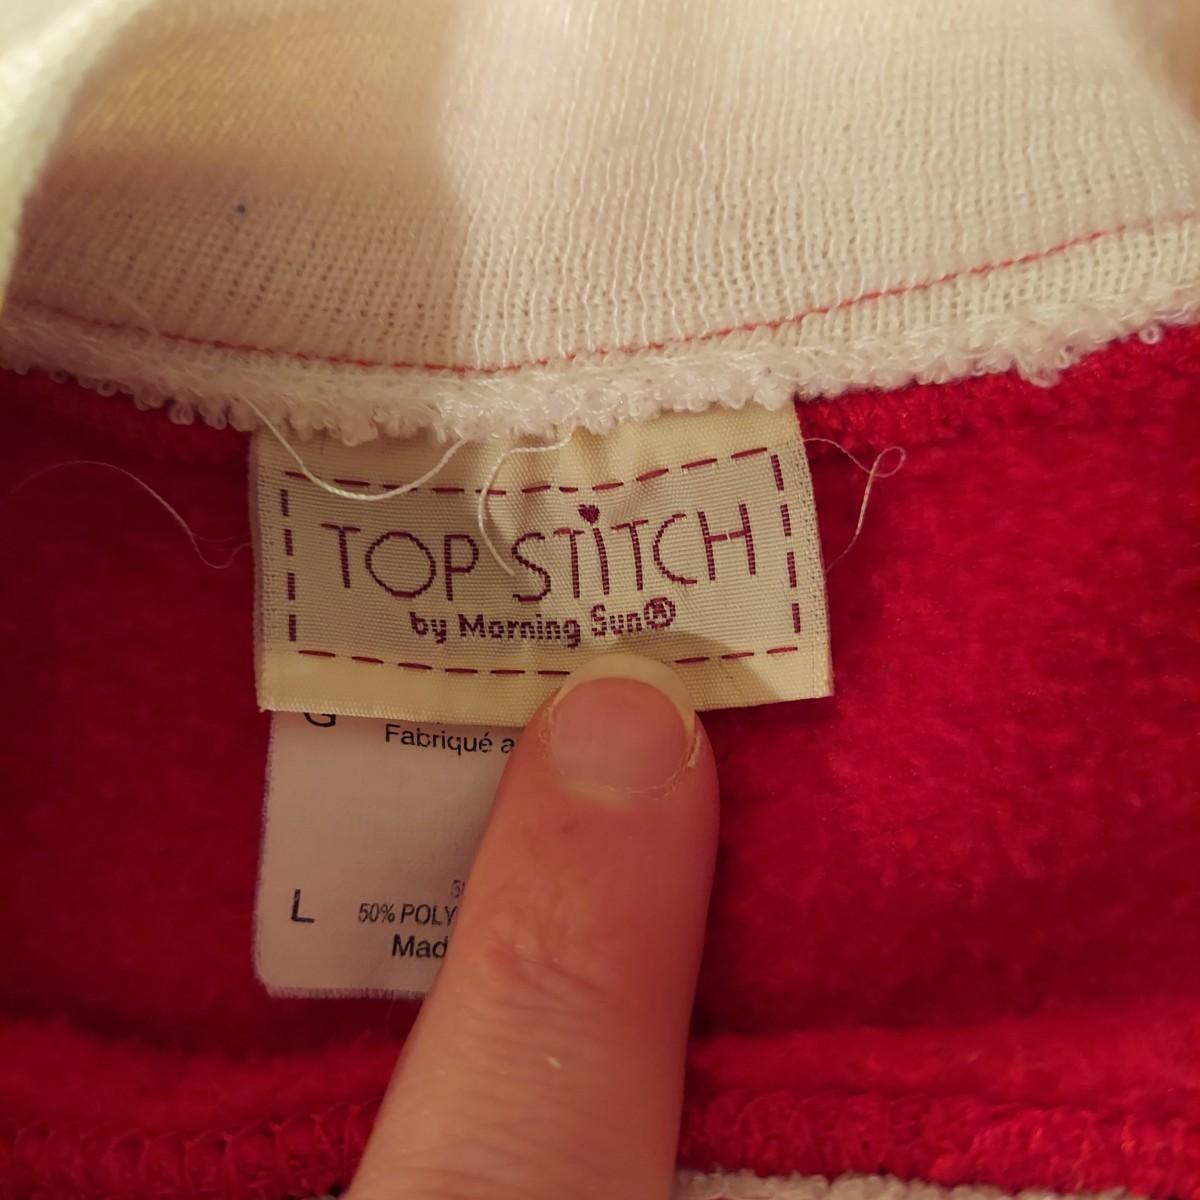 TOP STITCH
by Morning Sun®
G
Fabriqué a
L
50% POLY
Mad